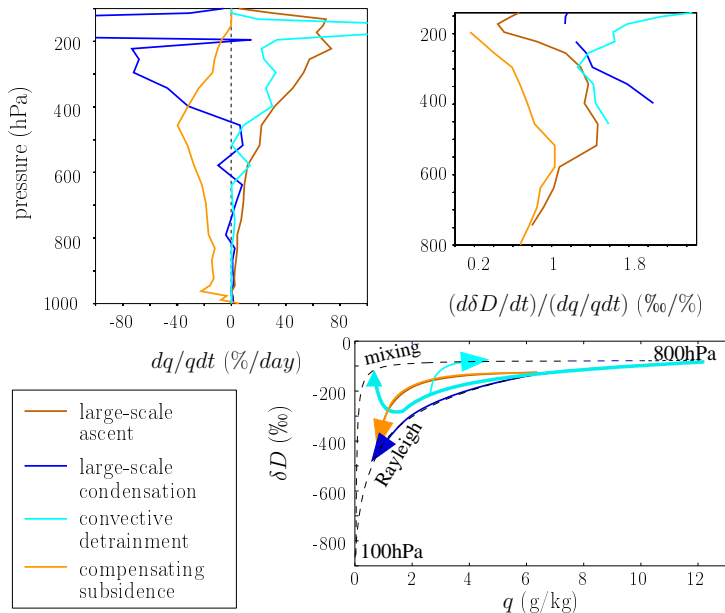 0
200
400
600
800
1000
pressure (hPa)
-80
-40
0
40
80
dq/qdt (%/day)
200
400
600
800
0.2
1
1.8
(dδD/dt)/(dq/qdt) (‰/%)
large-scale
ascent
large-scale
condensation
convective
detrainment
compensating
subsidence
0
-200
-400
-600
-800
δD (‰)
mixing
800hPa
Rayleigh
100hPa
0
2
4
6
8
10
12
q (g/kg)